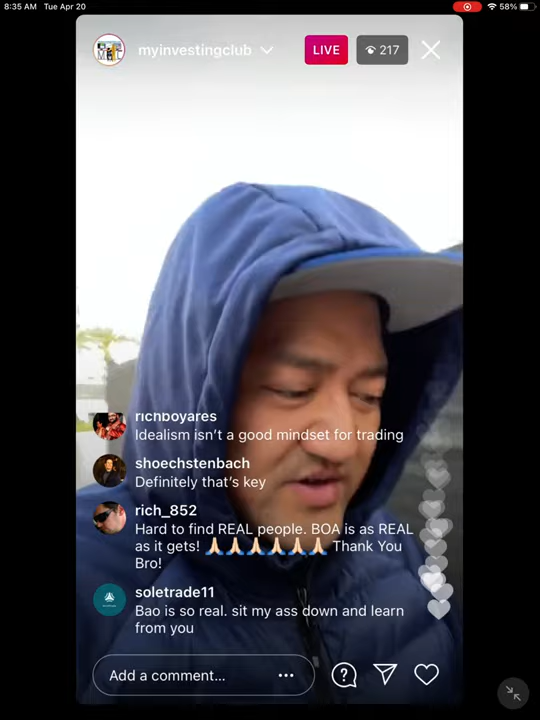 8:35 AM Tue Apr 20
58%
myinvestingclub
LIVE
217
richboyares
Idealism isn't a good mindset for trading
shoechstenbach
Definitely that's key
rich_852
Hard to find REAL people. BOA is as REAL
as it gets! 🙏🏻🙏🏻🙏🏻🙏🏻🙏🏻🙏🏻 Thank You
Bro!
soletrade11
Bao is so real. sit my ass down and learn
from you
Add a comment...